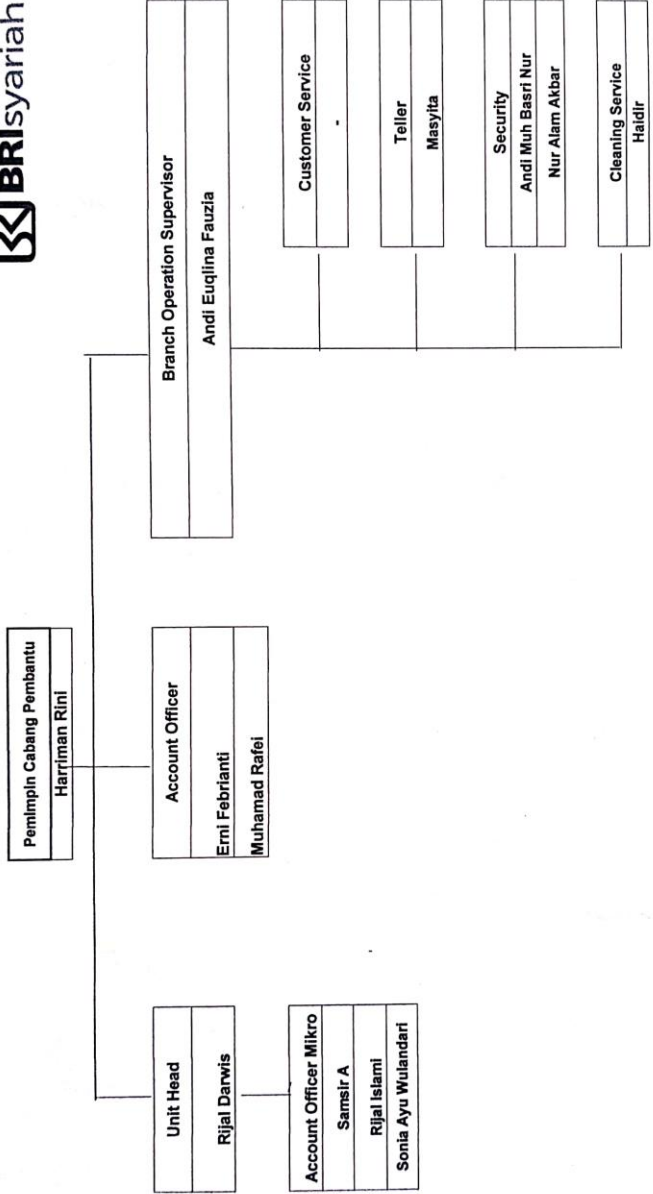 BRIsyariah
Pemimpin Cabang Pembantu
Harriman Rini
Unit Head
Rijal Darwis
Account Officer
Erni Febrianti
Muhamad Rafei
Branch Operation Supervisor
Andi Euqlina Fauzia
Account Officer Mikro
Samsir A
Rijal Islami
Sonia Ayu Wulandari
Customer Service
-
Teller
Masyita
Security
Andi Muh Basri Nur
Nur Alam Akbar
Cleaning Service
Haidir